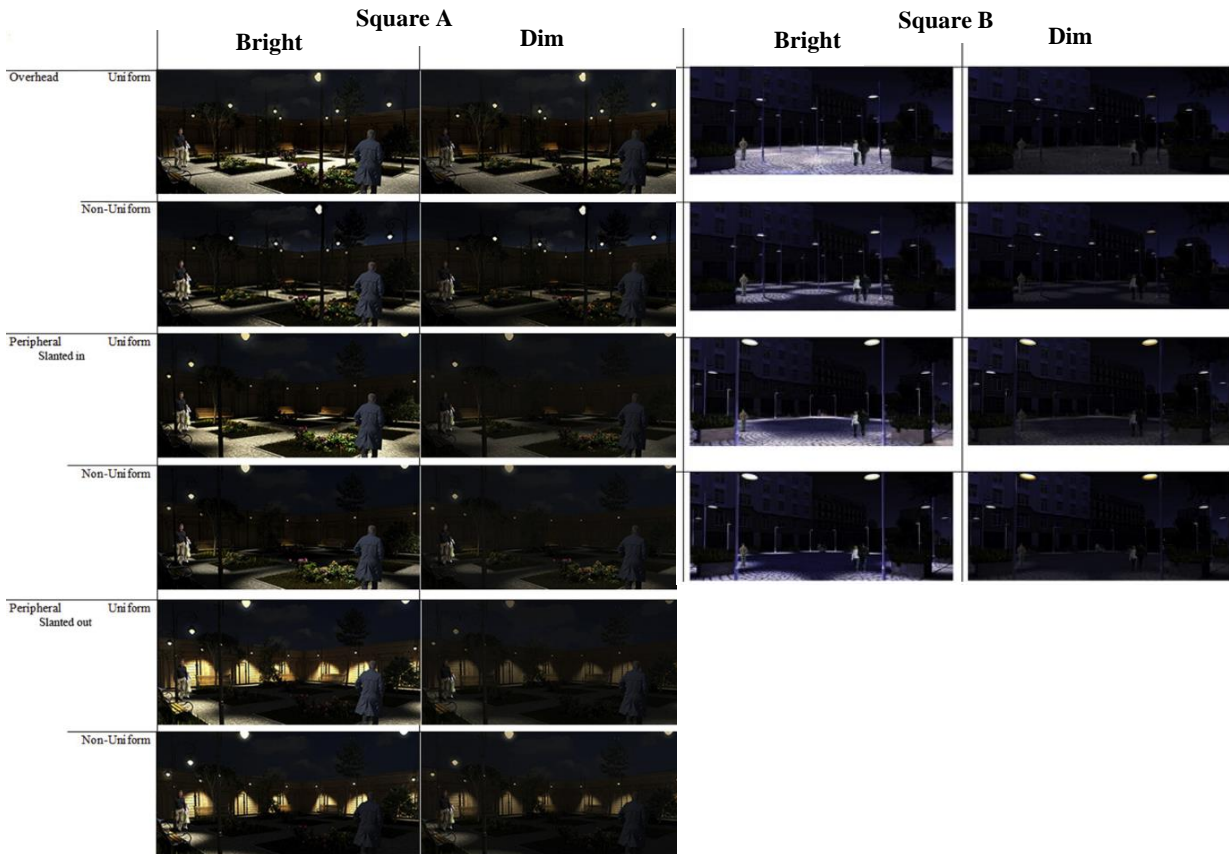 Square A
Square B
Bright
Dim
Bright
Dim
Overhead Uniform
Non-Uniform
Peripheral Uniform
Slanted in
Non-Uniform
Peripheral Uniform
Slanted out
Non-Uniform